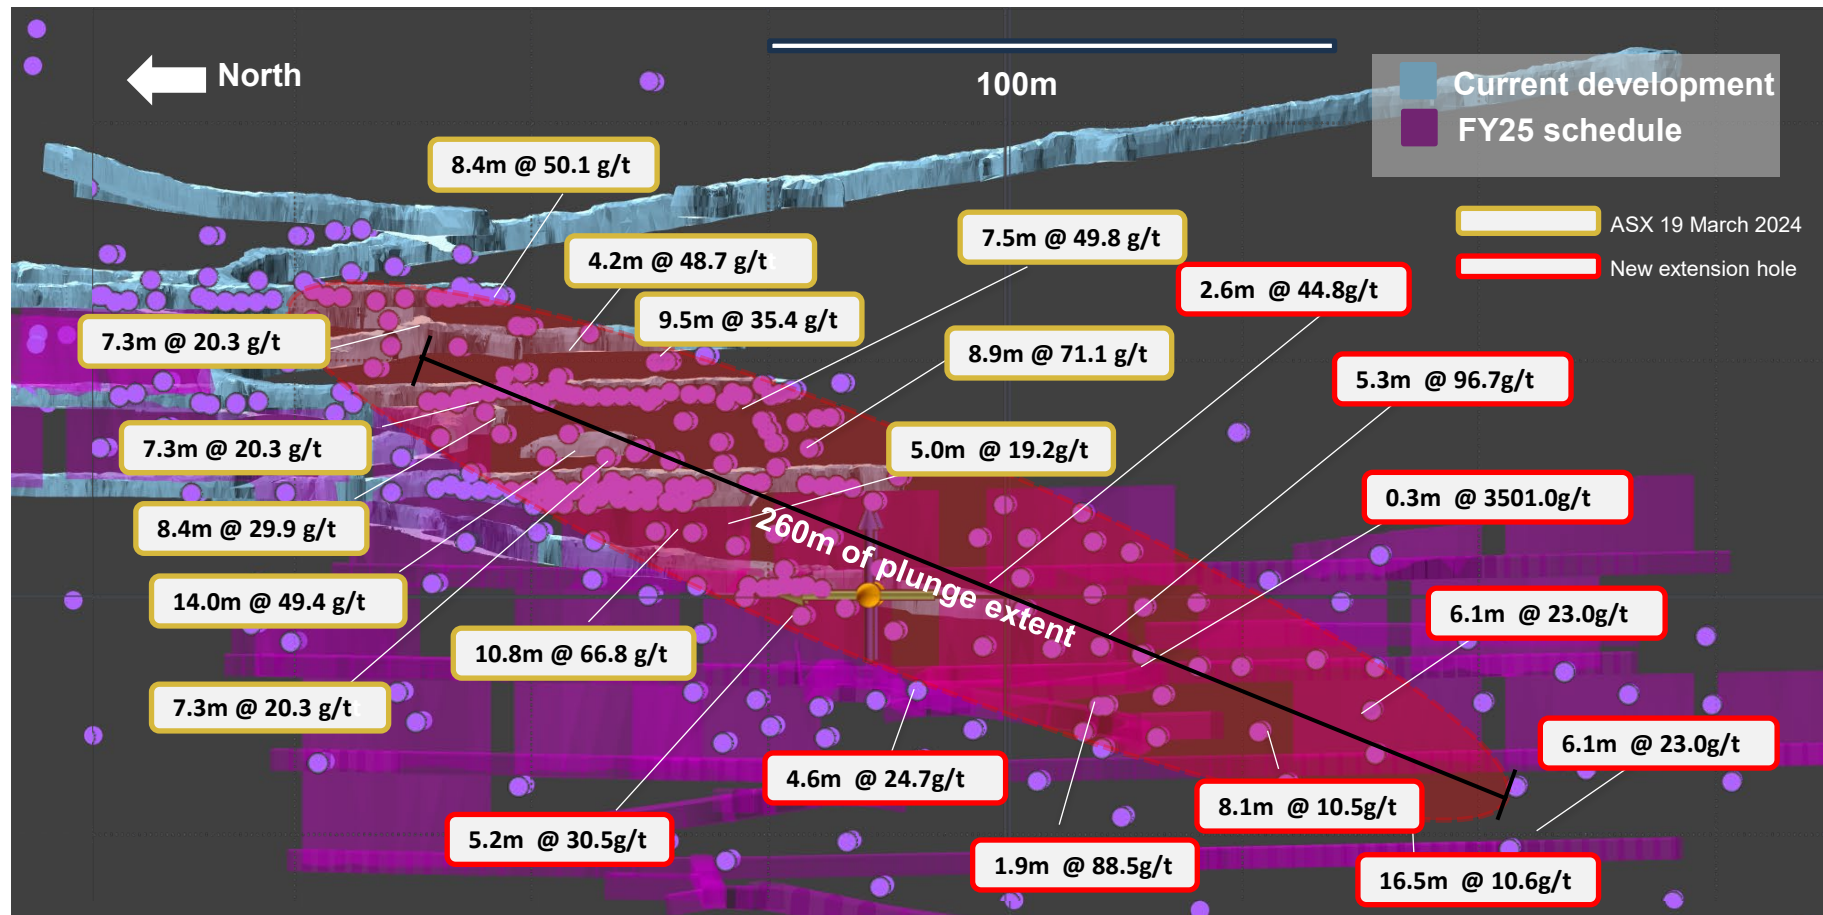 North
100m
Current development
FY25 schedule
ASX 19 March 2024
New extension hole
8.4m @ 50.1 g/t
4.2m @ 48.7 g/t
7.5m @ 49.8 g/t
2.6m @ 44.8g/t
9.5m @ 35.4 g/t
7.3m @ 20.3 g/t
8.9m @ 71.1 g/t
5.3m @ 96.7g/t
7.3m @ 20.3 g/t
5.0m @ 19.2g/t
0.3m @ 3501.0g/t
8.4m @ 29.9 g/t
260m of plunge extent
14.0m @ 49.4 g/t
6.1m @ 23.0g/t
10.8m @ 66.8 g/t
7.3m @ 20.3 g/t
6.1m @ 23.0g/t
4.6m @ 24.7g/t
8.1m @ 10.5g/t
5.2m @ 30.5g/t
1.9m @ 88.5g/t
16.5m @ 10.6g/t